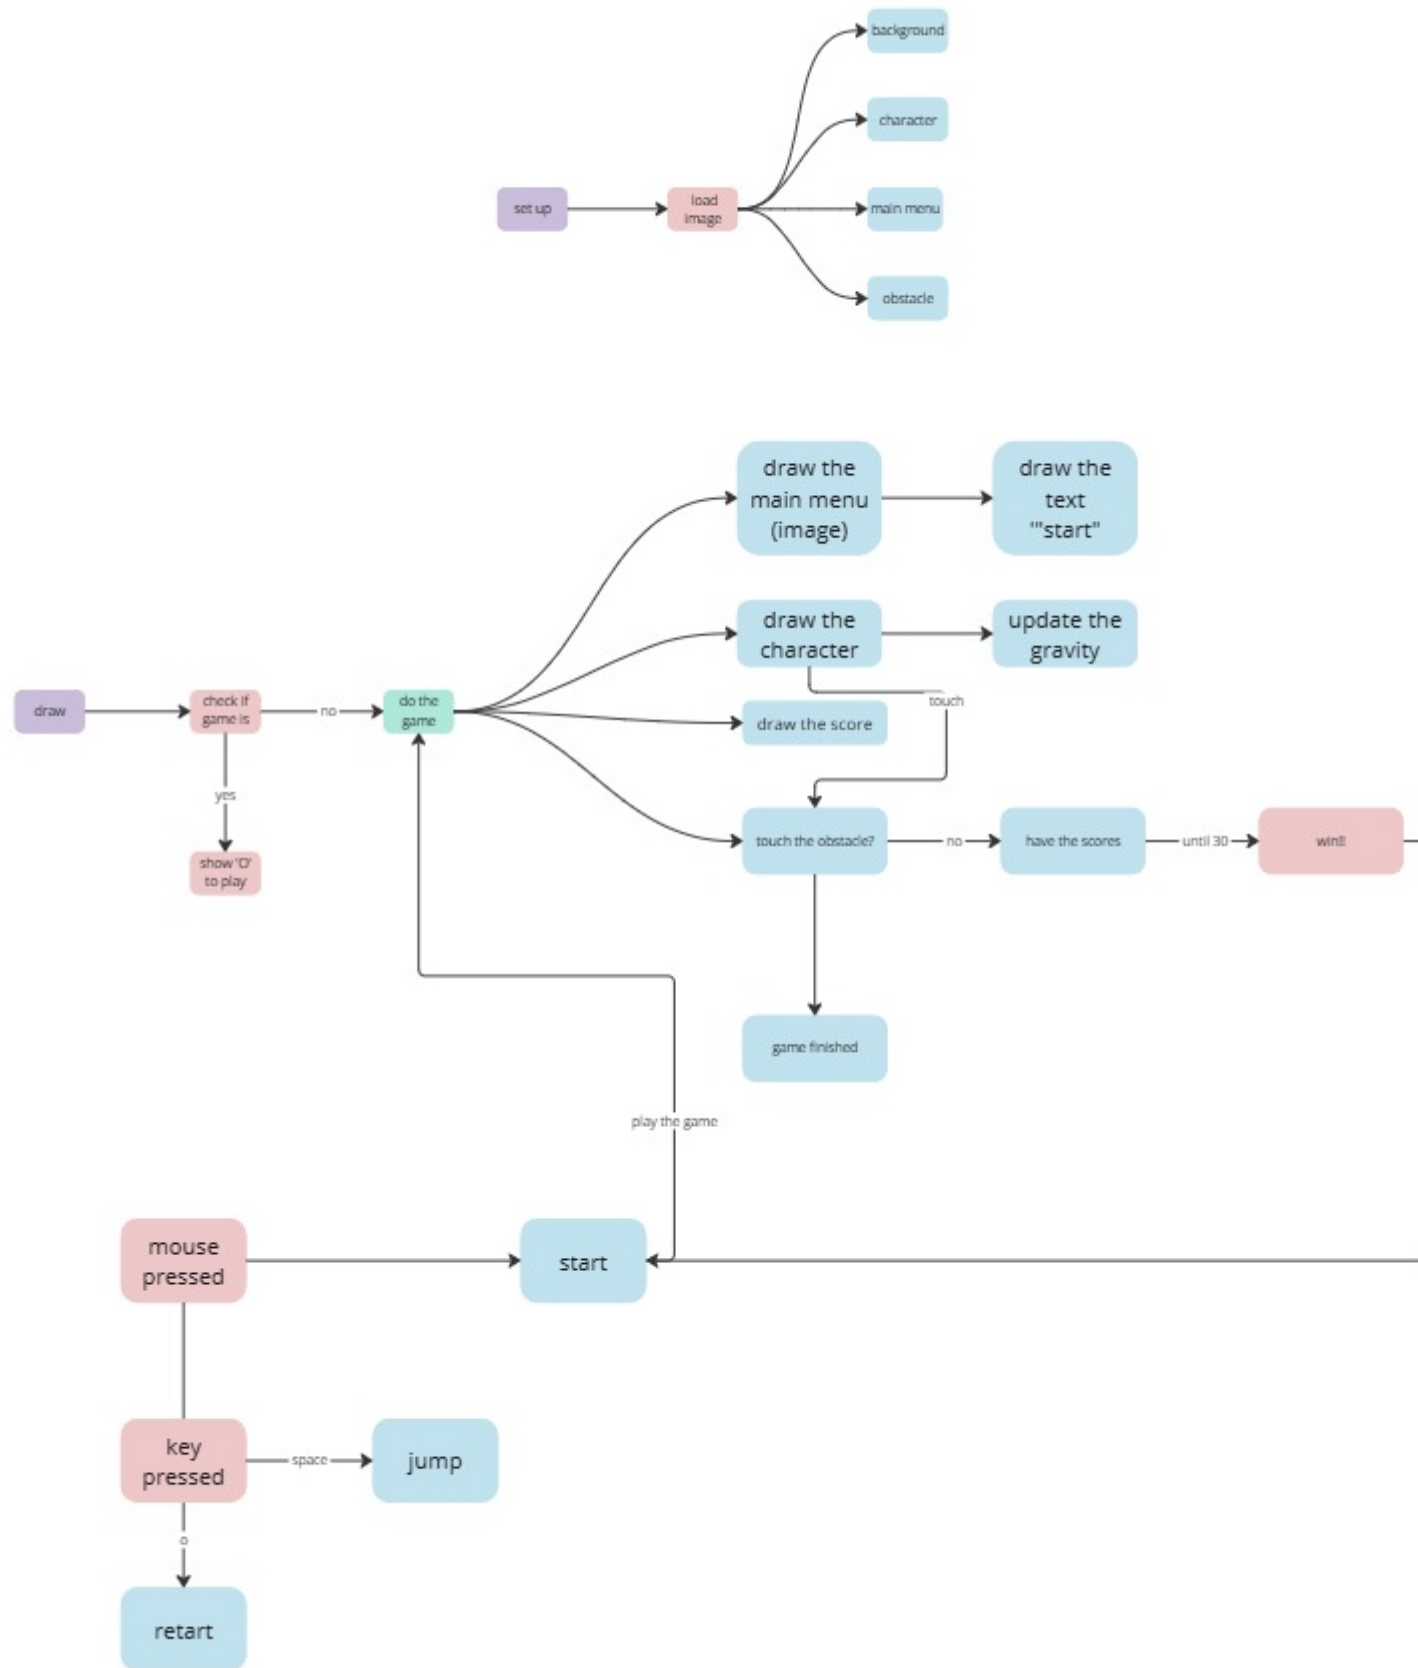 background
character
set up
load
image
main menu
obstacle
draw the
main menu
(image)
draw the
text
'"start"
draw the
character
update the
gravity
touch
draw
check if
game is
no
do the
game
draw the score
yes
show 'O'
to play
touch the obstacle?
no
have the scores
until 30
win!!
game finished
play the game
mouse
pressed
start
key
pressed
space
jump
o
retart